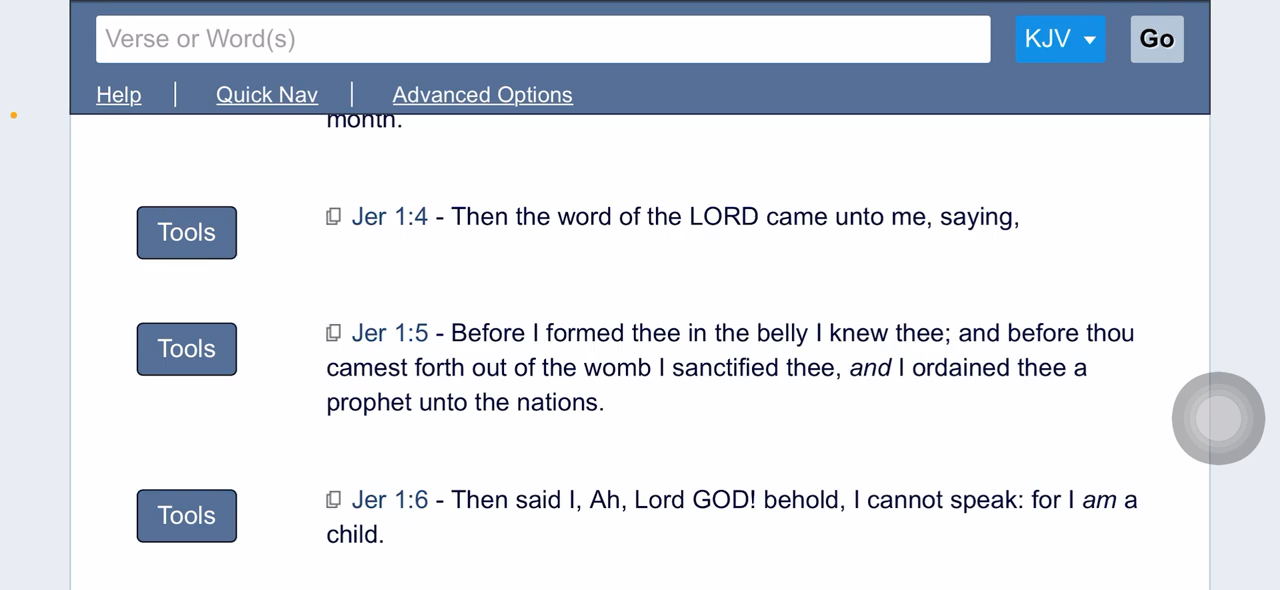 Verse or Word(s)
KJV
Go
Help
Quick Nav
Advanced Options
month.
Tools
Jer 1:4 - Then the word of the LORD came unto me, saying,
Tools
Jer 1:5 - Before I formed thee in the belly I knew thee; and before thou
camest forth out of the womb I sanctified thee, and I ordained thee a
prophet unto the nations.
Tools
Jer 1:6 - Then said I, Ah, Lord GOD! behold, I cannot speak: for I am a
child.